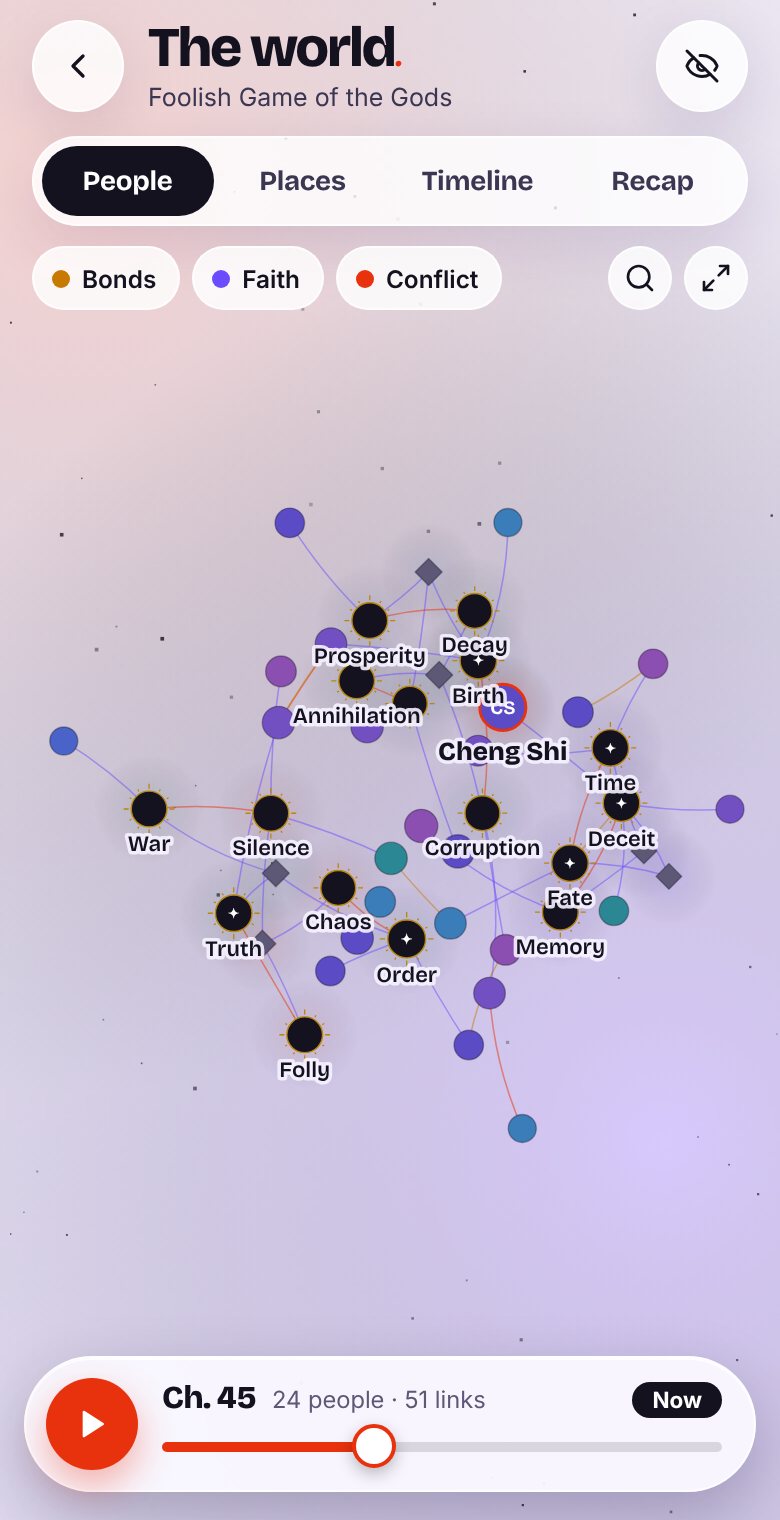 The world.
Foolish Game of the Gods
People
Places
Timeline
Recap
Bonds
Faith
Conflict
Decay
Prosperity
Birth
CS
Annihilation
Cheng Shi
Time
War
Silence
Corruption
Deceit
Fate
Chaos
Truth
Order
Memory
Folly
Ch. 45
24 people · 51 links
Now